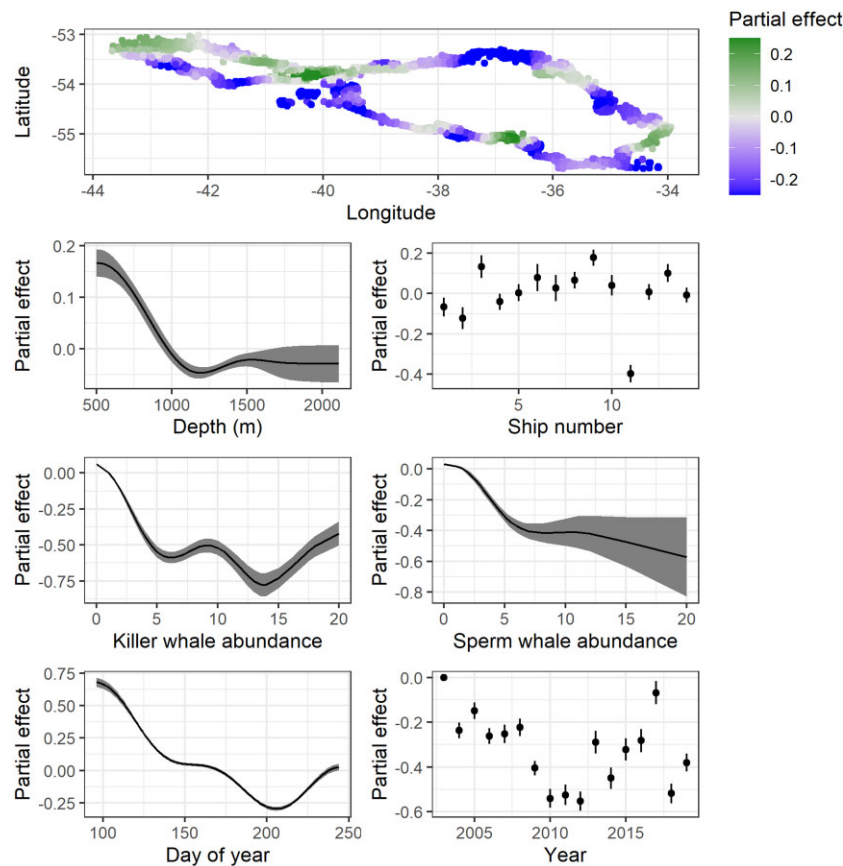 Partial effect
0.2
0.1
0.0
-0.1
-0.2
Latitude
-53
-54
-55
-44 -42 -40 -38 -36 -34
Longitude
Partial effect
0.2
0.1
0.0
500 1000 1500 2000
Depth (m)
Partial effect
0.2
0.0
-0.2
-0.4
5 10
Ship number
Partial effect
0.00
-0.25
-0.50
-0.75
0 5 10 15 20
Killer whale abundance
Partial effect
0.0
-0.2
-0.4
-0.6
-0.8
0 5 10 15 20
Sperm whale abundance
Partial effect
0.75
0.50
0.25
0.00
-0.25
100 150 200 250
Day of year
Partial effect
0.0
-0.2
-0.4
-0.6
2005 2010 2015
Year